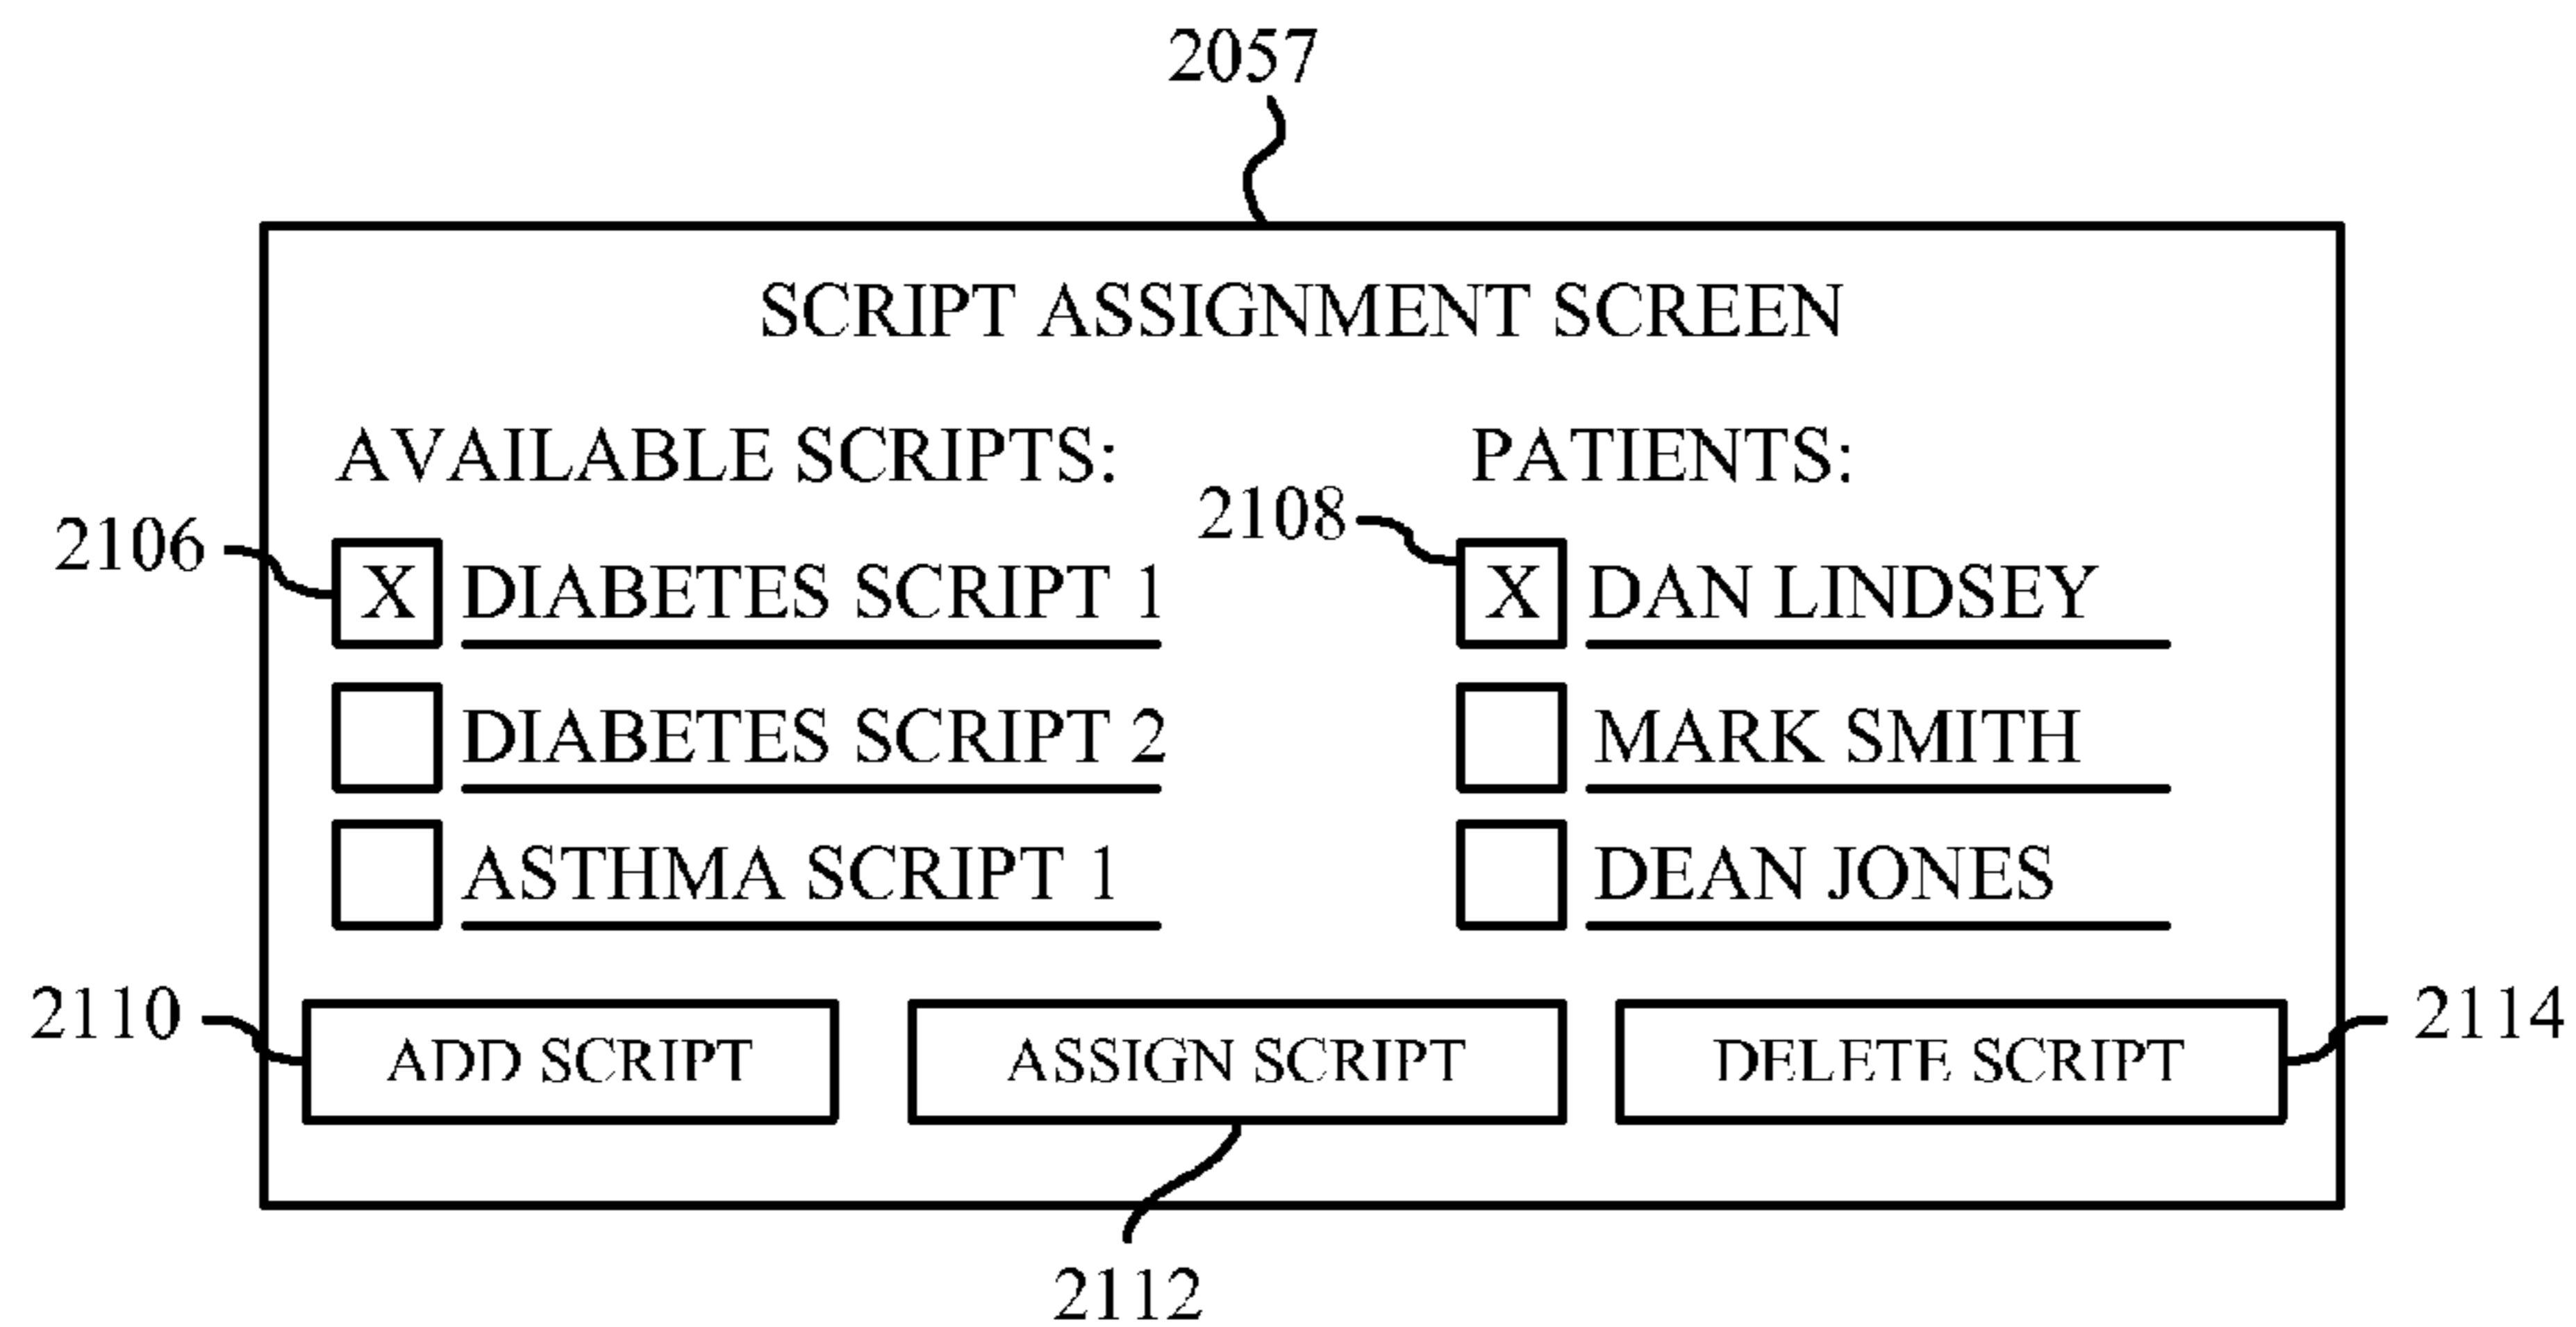 2057
SCRIPT ASSIGNMENT SCREEN
AVAILABLE SCRIPTS: PATIENTS:
2106 X DIABETES SCRIPT 1 2108 X DAN LINDSEY
DIABETES SCRIPT 2 MARK SMITH
ASTHMA SCRIPT 1 DEAN JONES
2110 ADD SCRIPT ASSIGN SCRIPT DELETE SCRIPT 2114
2112